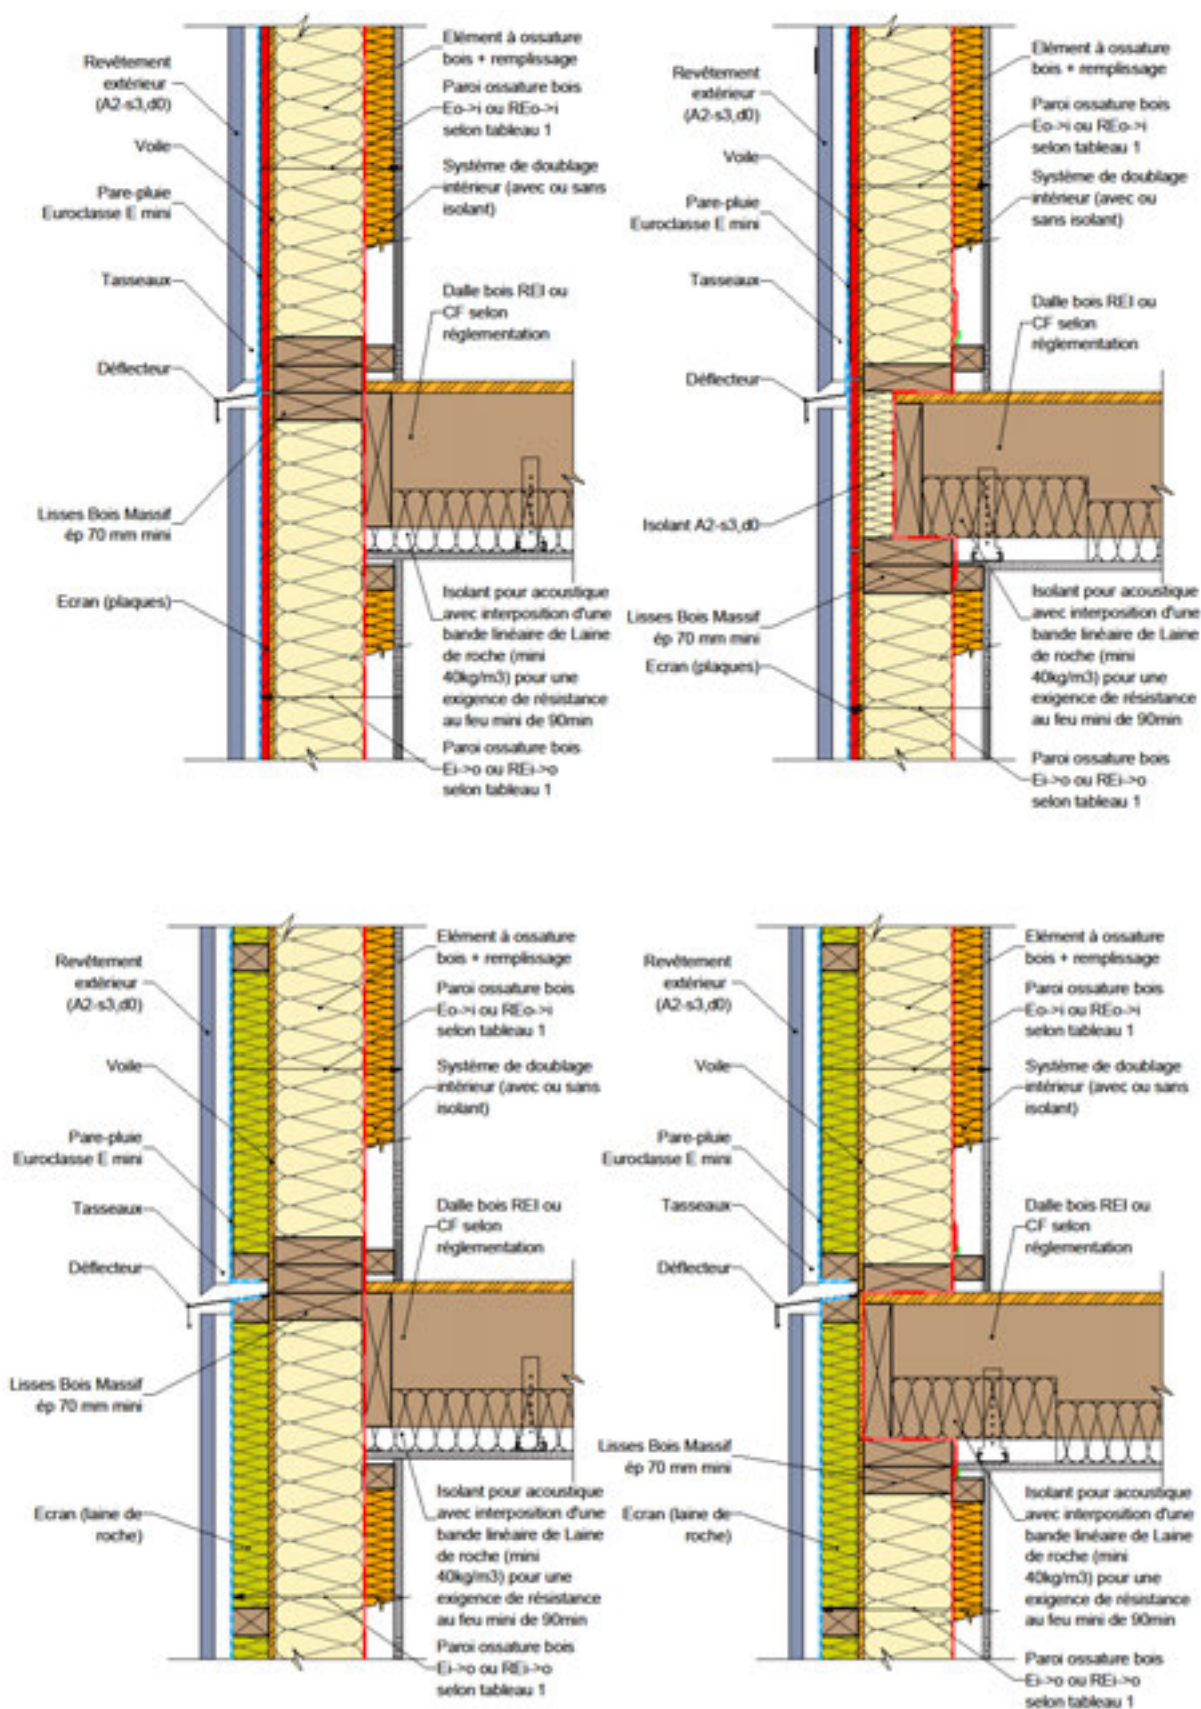 Revêtement
extérieur
(A2-s3,d0)
Voile
Pare-pluie
Euroclasse E mini
Tasseaux
Déflecteur
Lisses Bois Massif
ép 70 mm mini
Ecran (plaques)
Elément à ossature
bois + remplissage
Paroi ossature bois
Eo->i ou REo->i
selon tableau 1
Système de doublage
intérieur (avec ou sans
isolant)
Dalle bois REI ou
CF selon
réglementation
Isolant pour acoustique
avec interposition d'une
bande linéaire de Laine
de roche (mini
40kg/m3) pour une
exigence de résistance
au feu mini de 90min
Paroi ossature bois
Ei->o ou REi->o
selon tableau 1
Revêtement
extérieur
(A2-s3,d0)
Voile
Pare-pluie
Euroclasse E mini
Tasseaux
Déflecteur
Isolant A2-s3,d0
Lisses Bois Massif
ép 70 mm mini
Ecran (plaques)
Elément à ossature
bois + remplissage
Paroi ossature bois
Eo->i ou REo->i
selon tableau 1
Système de doublage
intérieur (avec ou
sans isolant)
Dalle bois REI ou
CF selon
réglementation
Isolant pour acoustique
avec interposition d'une
bande linéaire de Laine
de roche (mini
40kg/m3) pour une
exigence de résistance
au feu mini de 90min
Paroi ossature bois
Ei->o ou REi->o
selon tableau 1
Revêtement
extérieur
(A2-s3,d0)
Voile
Pare-pluie
Euroclasse E mini
Tasseaux
Déflecteur
Lisses Bois Massif
ép 70 mm mini
Ecran (laine de
roche)
Elément à ossature
bois + remplissage
Paroi ossature bois
Eo->i ou REo->i
selon tableau 1
Système de doublage
intérieur (avec ou sans
isolant)
Dalle bois REI ou
CF selon
réglementation
Isolant pour acoustique
avec interposition d'une
bande linéaire de Laine
de roche (mini
40kg/m3) pour une
exigence de résistance
au feu mini de 90min
Paroi ossature bois
Ei->o ou REi->o
selon tableau 1
Revêtement
extérieur
(A2-s3,d0)
Voile
Pare-pluie
Euroclasse E mini
Tasseaux
Déflecteur
Lisses Bois Massif
ép 70 mm mini
Ecran (laine de
roche)
Elément à ossature
bois + remplissage
Paroi ossature bois
Eo->i ou REo->i
selon tableau 1
Système de doublage
intérieur (avec ou sans
isolant)
Dalle bois REI ou
CF selon
réglementation
Isolant pour acoustique
avec interposition d'une
bande linéaire de Laine
de roche (mini
40kg/m3) pour une
exigence de résistance
au feu mini de 90min
Paroi ossature bois
Ei->o ou REi->o
selon tableau 1